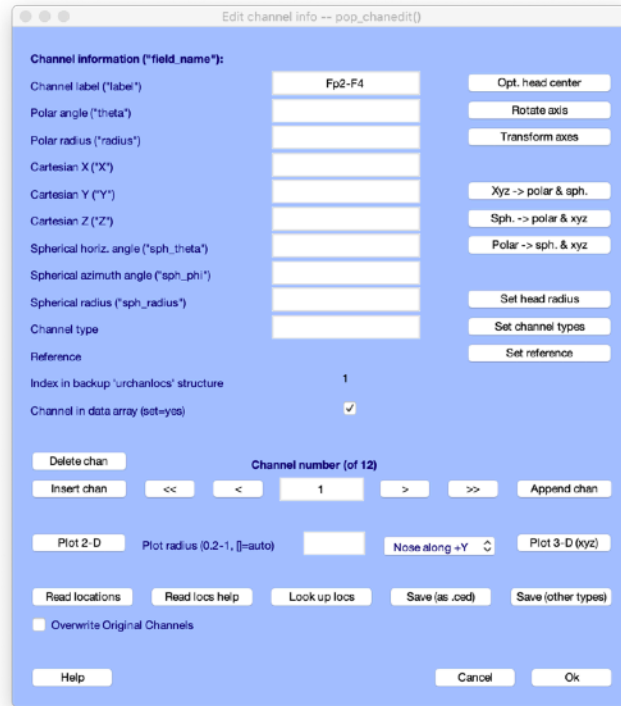 Edit channel info -- pop_chanedit()
Channel information ("field_name"):
Channel label ("label") Fp2-F4 Opt. head center
Polar angle ("theta") Rotate axis
Polar radius ("radius") Transform axes
Cartesian X ("X")
Cartesian Y ("Y") Xyz -> polar & sph.
Cartesian Z ("Z") Sph. -> polar & xyz
Spherical horiz. angle ("sph_theta") Polar -> sph. & xyz
Spherical azimuth angle ("sph_phi")
Spherical radius ("sph_radius") Set head radius
Channel type Set channel types
Reference Set reference
Index in backup 'urchanlocs' structure 1
Channel in data array (set=yes)
Delete chan Channel number (of 12)
Insert chan << < 1 > >> Append chan
Plot 2-D Plot radius (0.2-1, []=auto) Nose along +Y Plot 3-D (xyz)
Read locations Read locs help Look up locs Save (as .ced) Save (other types)
Overwrite Original Channels
Help Cancel Ok